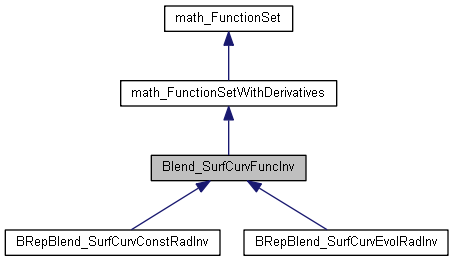 math_FunctionSet
math_FunctionSetWithDerivatives
Blend_SurfCurvFuncInv
BRepBlend_SurfCurvConstRadInv
BRepBlend_SurfCurvEvolRadInv